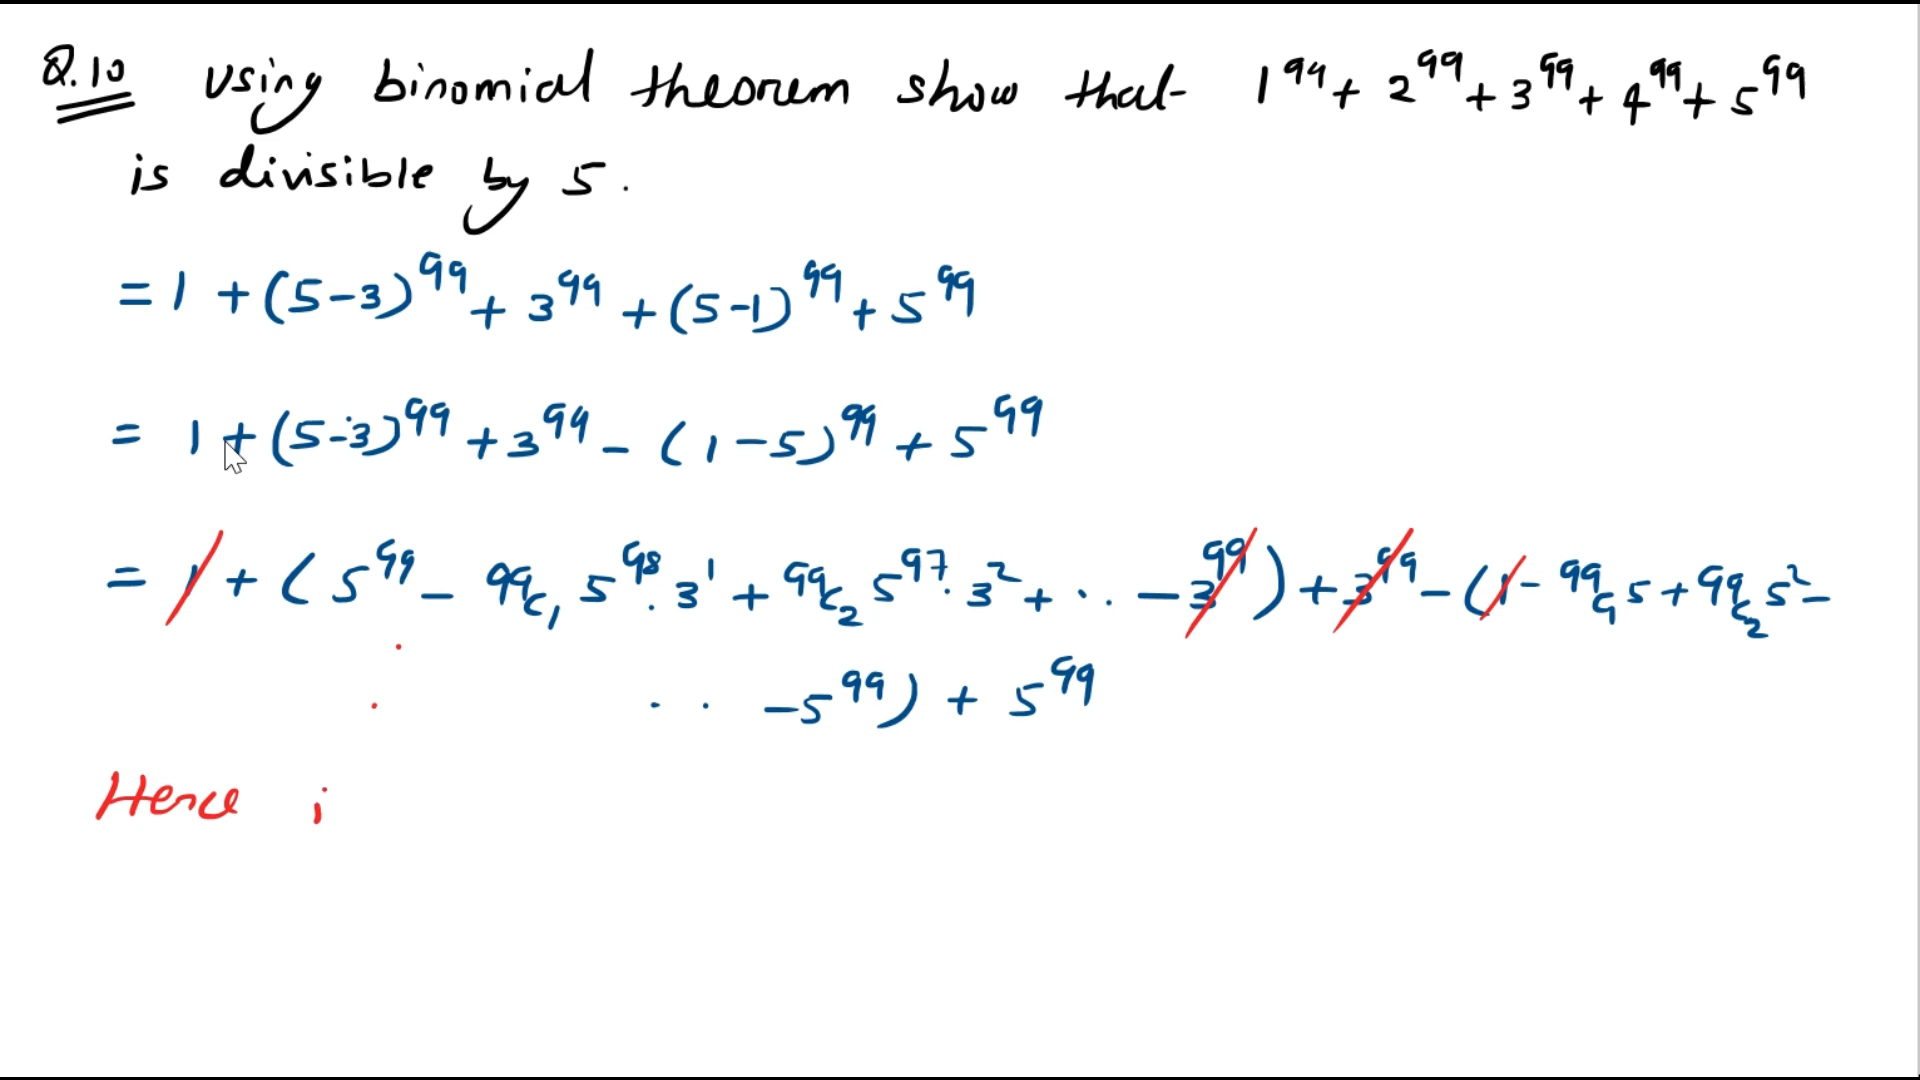 Q.10 using binomial theorem show that 1^99 + 2^99 + 3^99 + 4^99 + 5^99
is divisible by 5.
= 1 + (5-3)^99 + 3^99 + (5-1)^99 + 5^99
= 1 + (5-3)^99 + 3^99 - (1-5)^99 + 5^99
= 1 + (5^99 - 99C1 5^98 . 3^1 + 99C2 5^97 . 3^2 + . . - 3^99) + 3^99 - (1 - 99C1 5 + 99C2 5^2 -
. . - 5^99) + 5^99
Hence i